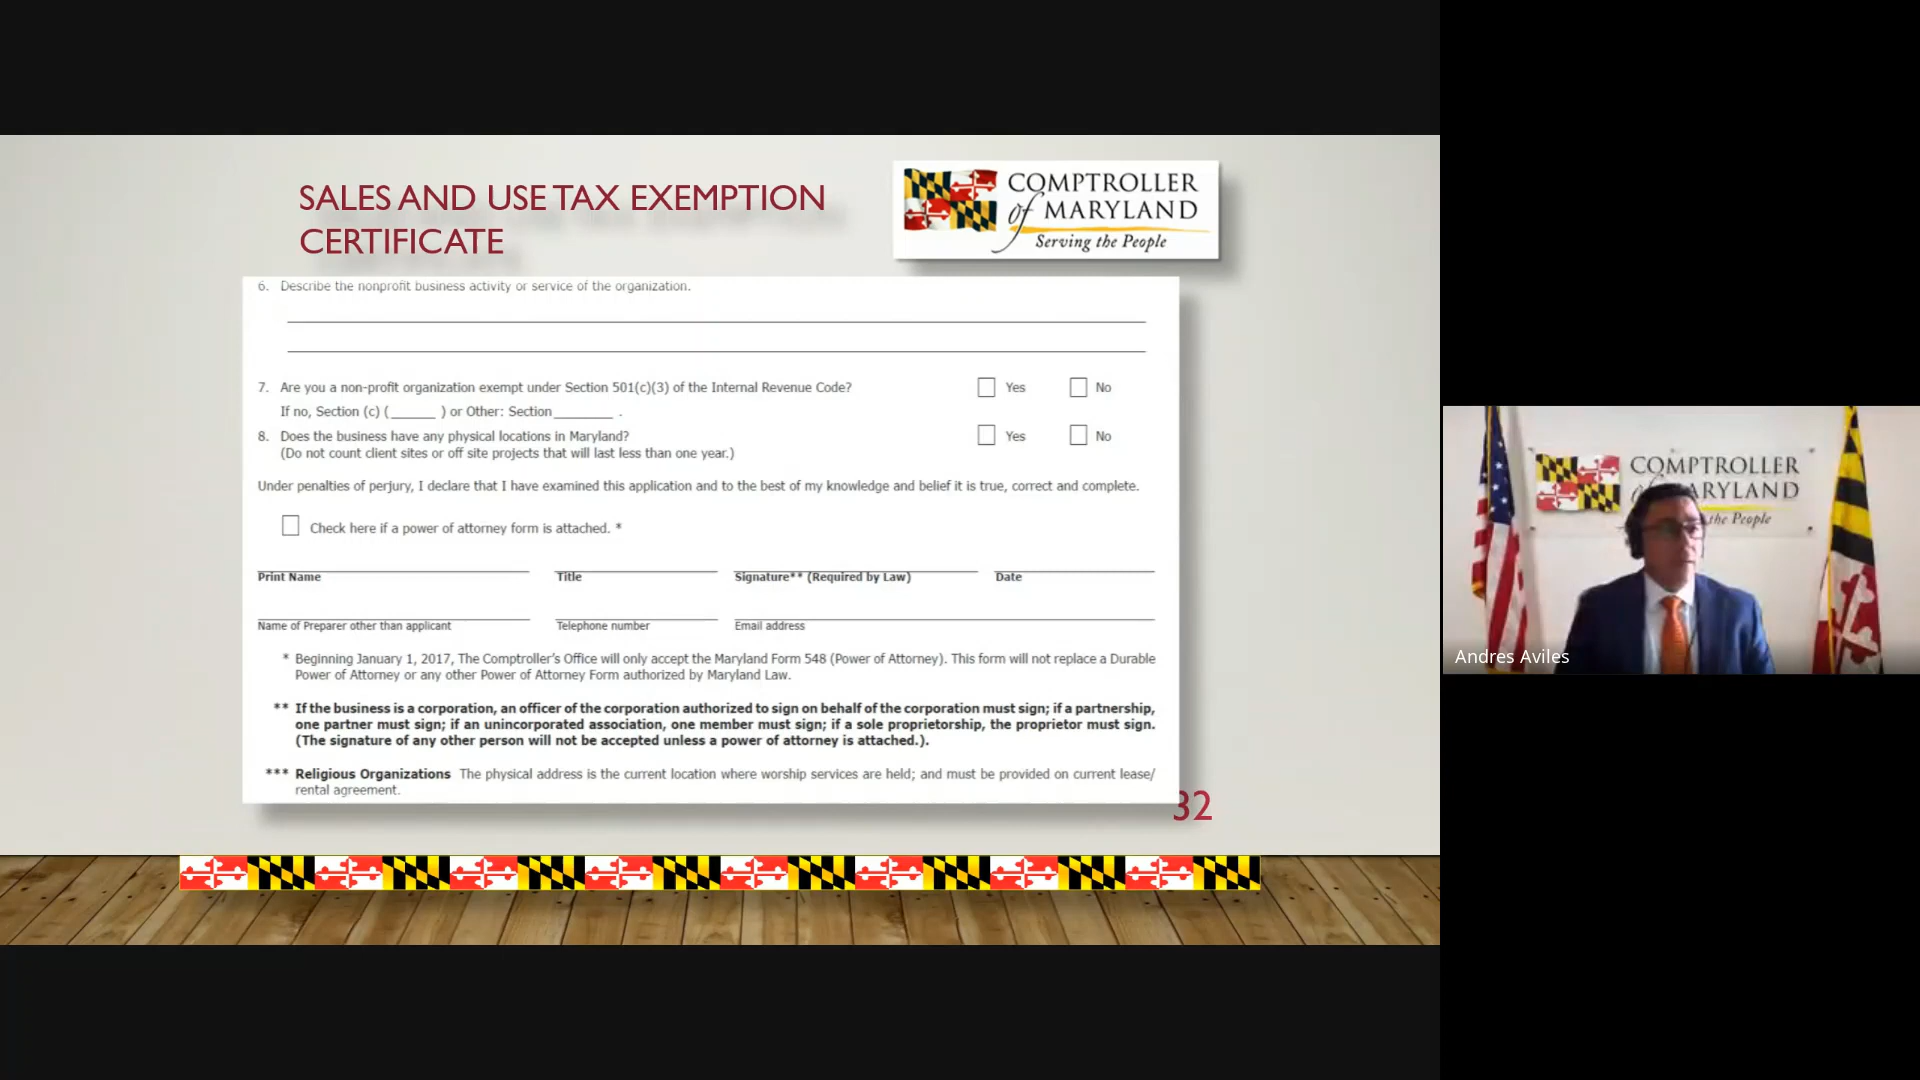 SALES AND USE TAX EXEMPTION
CERTIFICATE
COMPTROLLER
of MARYLAND
Serving the People
6. Describe the nonprofit business activity or service of the organization.
7. Are you a non-profit organization exempt under Section 501(c)(3) of the Internal Revenue Code? Yes No
If no, Section (c) (______ ) or Other: Section________ .
8. Does the business have any physical locations in Maryland? Yes No
(Do not count client sites or off site projects that will last less than one year.)
Under penalties of perjury, I declare that I have examined this application and to the best of my knowledge and belief it is true, correct and complete.
Check here if a power of attorney form is attached. *
Print Name Title Signature** (Required by Law) Date
Name of Preparer other than applicant Telephone number Email address
* Beginning January 1, 2017, The Comptroller's Office will only accept the Maryland Form 548 (Power of Attorney). This form will not replace a Durable
Power of Attorney or any other Power of Attorney Form authorized by Maryland Law.
** If the business is a corporation, an officer of the corporation authorized to sign on behalf of the corporation must sign; if a partnership,
one partner must sign; if an unincorporated association, one member must sign; if a sole proprietorship, the proprietor must sign.
(The signature of any other person will not be accepted unless a power of attorney is attached.).
*** Religious Organizations The physical address is the current location where worship services are held; and must be provided on current lease/
rental agreement.
32
COMPTROLLER
ARYLAND
the People
Andres Aviles